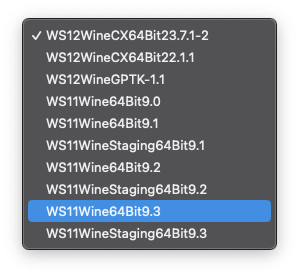 ✓ WS12WineCX64Bit23.7.1-2
WS12WineCX64Bit22.1.1
WS12WineGPTK-1.1
WS11Wine64Bit9.0
WS11Wine64Bit9.1
WS11WineStaging64Bit9.1
WS11Wine64Bit9.2
WS11WineStaging64Bit9.2
WS11Wine64Bit9.3
WS11WineStaging64Bit9.3